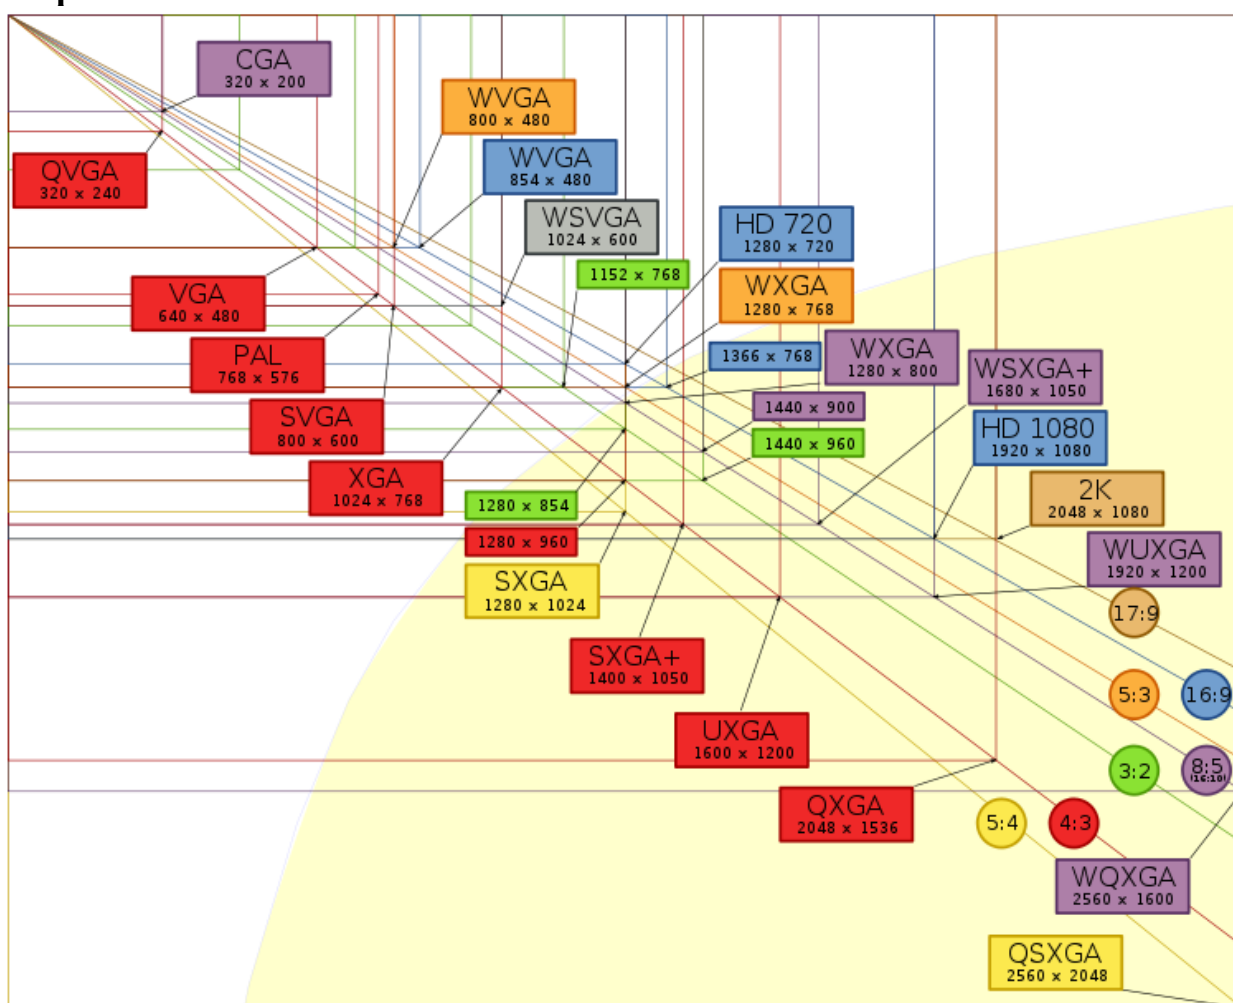 CGA
320 × 200
WVGA
800 × 480
QVGA
320 × 240
WVGA
854 × 480
WSVGA
1024 × 600
HD 720
1280 × 720
1152 × 768
WXGA
1280 × 768
VGA
640 × 480
PAL
768 × 576
1366 × 768
WXGA
1280 × 800
WSXGA+
1680 × 1050
SVGA
800 × 600
1440 × 900
HD 1080
1920 × 1080
1440 × 960
XGA
1024 × 768
2K
2048 × 1080
1280 × 854
1280 × 960
WUXGA
1920 × 1200
SXGA
1280 × 1024
17:9
SXGA+
1400 × 1050
5:3
16:9
UXGA
1600 × 1200
3:2
8:5
(16:10)
QXGA
2048 × 1536
5:4
4:3
WQXGA
2560 × 1600
QSXGA
2560 × 2048